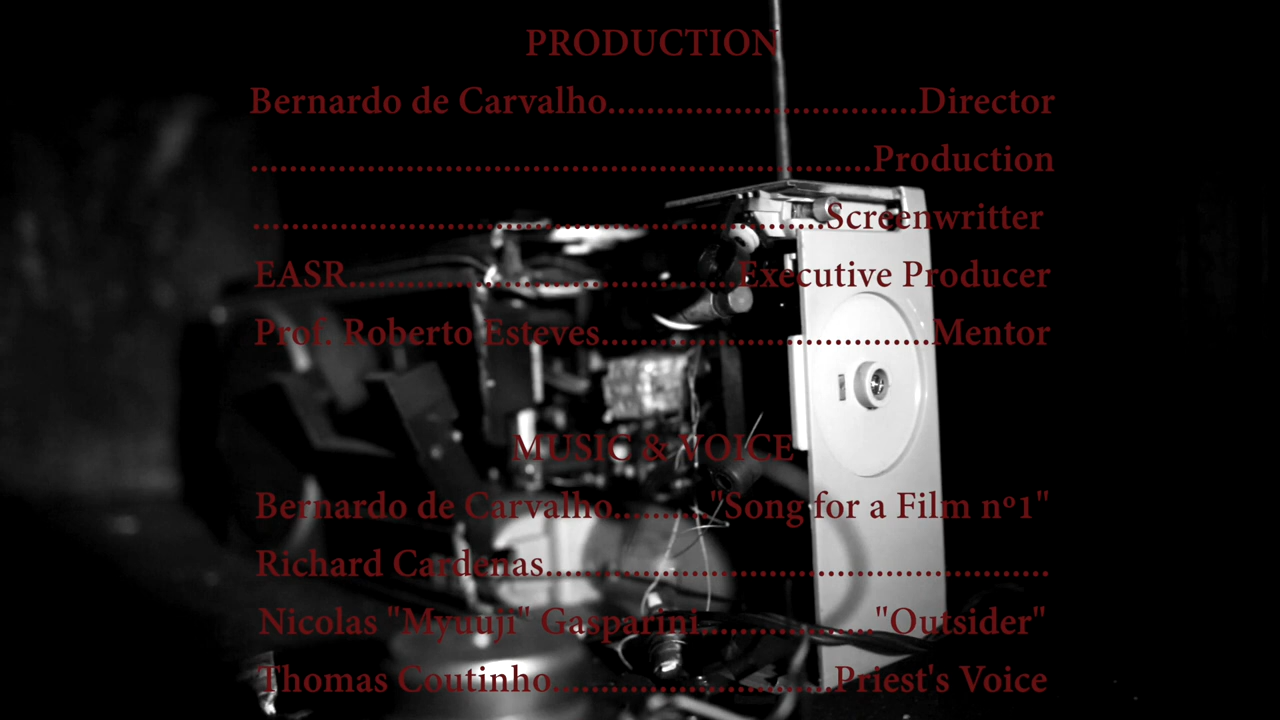 PRODUCTION
Bernardo de Carvalho................................Director
................................................................Production
...........................................................Screenwritter
EASR........................................Executive Producer
Prof. Roberto Esteves..................................Mentor
MUSIC & VOICE
Bernardo de Carvalho.........."Song for a Film nº1"
Richard Cardenas....................................................
Nicolas "Myuuji" Gasparini.................."Outsider"
Thomas Coutinho.............................Priest's Voice